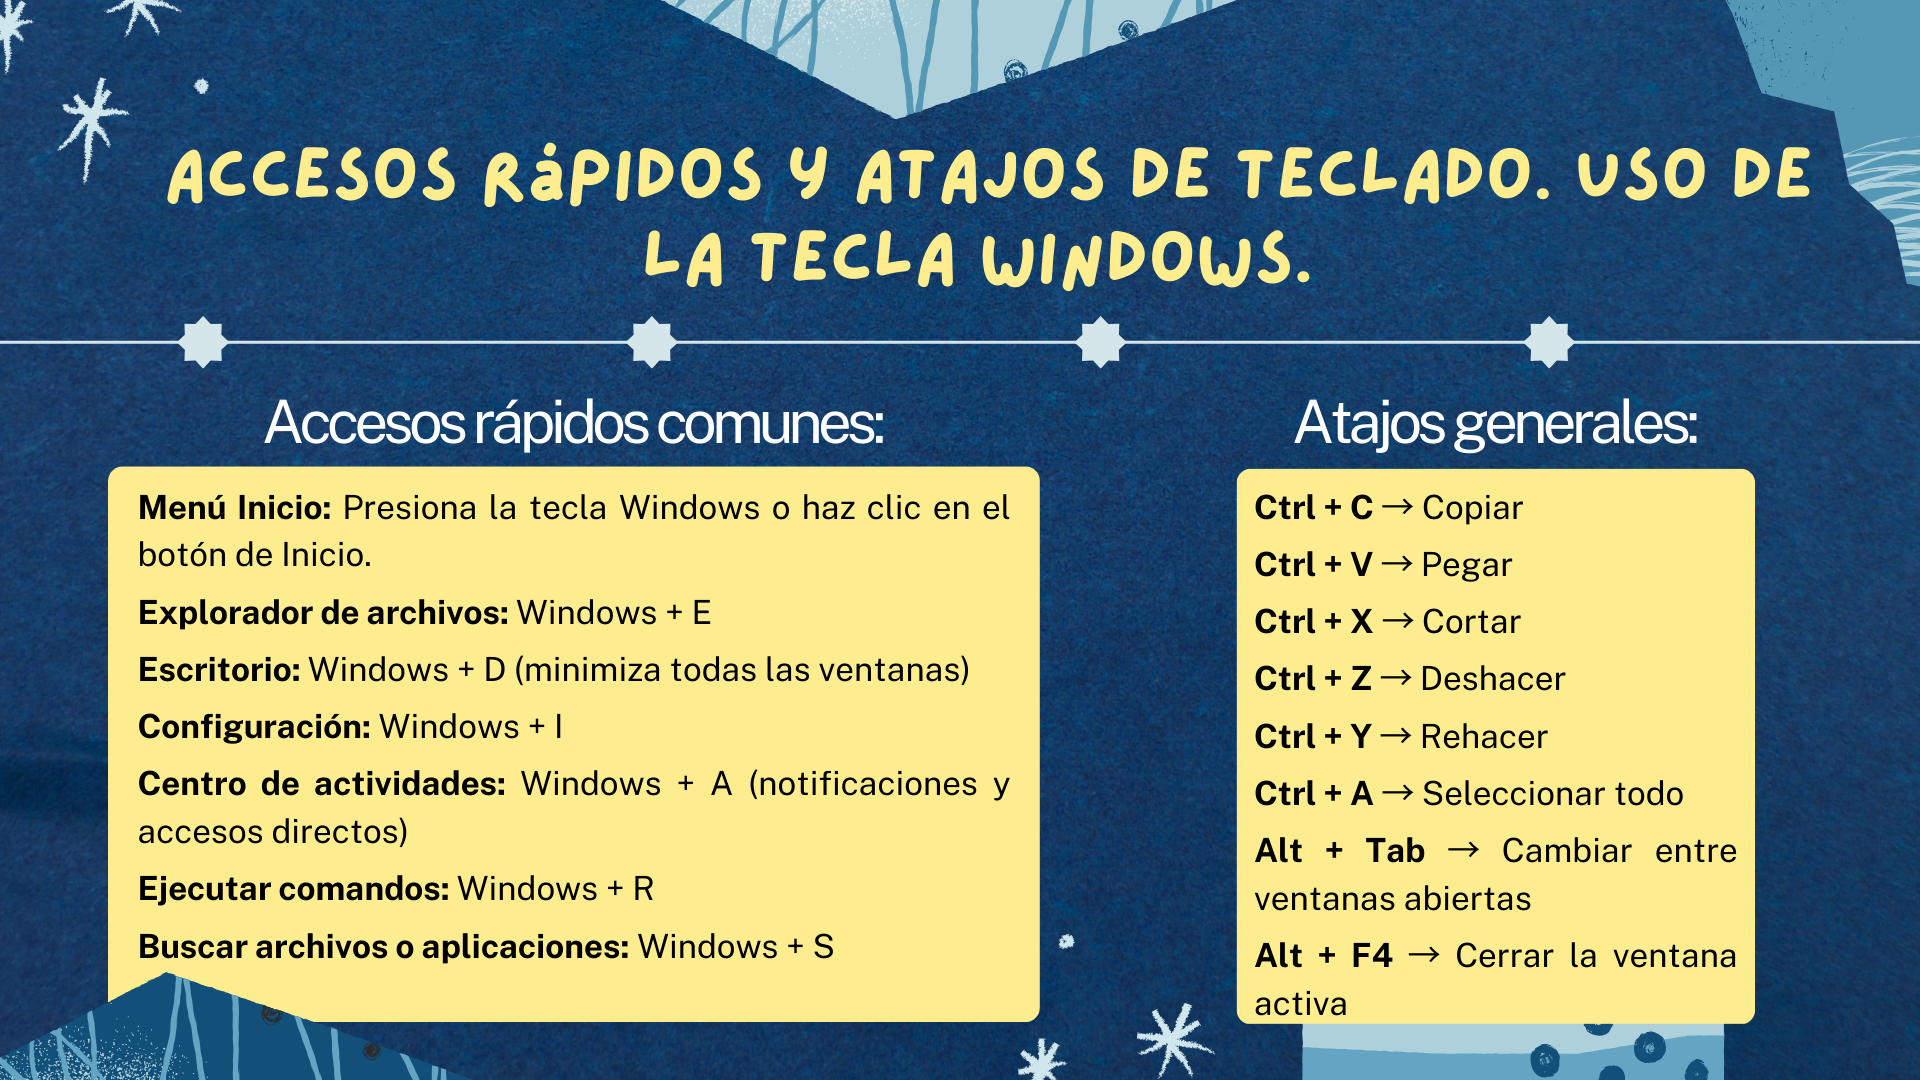 ACCESOS RáPIDOS Y ATAJOS DE TECLADO. USO DE
LA TECLA WINDOWS.
Accesos rápidos comunes:
Menú Inicio: Presiona la tecla Windows o haz clic en el
botón de Inicio.
Explorador de archivos: Windows + E
Escritorio: Windows + D (minimiza todas las ventanas)
Configuración: Windows + I
Centro de actividades: Windows + A (notificaciones y
accesos directos)
Ejecutar comandos: Windows + R
Buscar archivos o aplicaciones: Windows + S
Atajos generales:
Ctrl + C → Copiar
Ctrl + V → Pegar
Ctrl + X → Cortar
Ctrl + Z → Deshacer
Ctrl + Y → Rehacer
Ctrl + A → Seleccionar todo
Alt + Tab → Cambiar entre
ventanas abiertas
Alt + F4 → Cerrar la ventana
activa